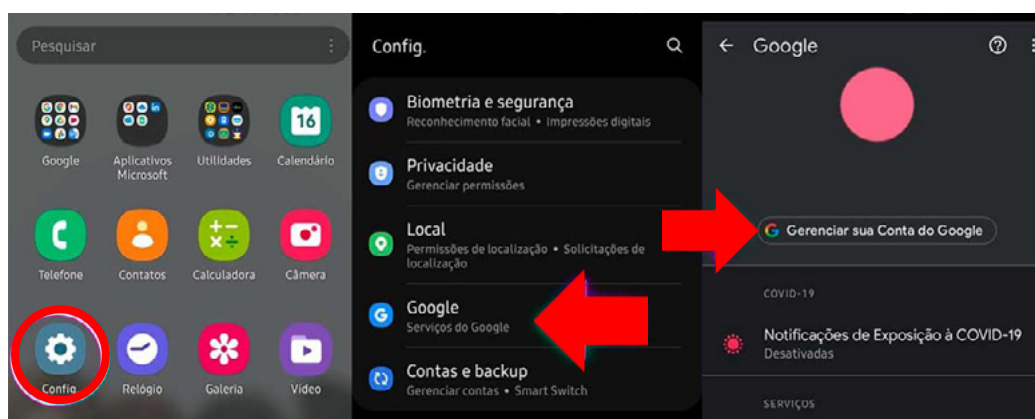 Pesquisar
16
Google
Aplicativos
Microsoft
Utilidades
Calendário
Telefone
Contatos
Calculadora
Câmera
Config.
Relógio
Galeria
Vídeo
Config.
Biometria e segurança
Reconhecimento facial • Impressões digitais
Privacidade
Gerenciar permissões
Local
Permissões de localização • Solicitações de
localização
Google
Serviços do Google
Contas e backup
Gerenciar contas • Smart Switch
Google
Gerenciar sua Conta do Google
COVID-19
Notificações de Exposição à COVID-19
Desativadas
SERVIÇOS